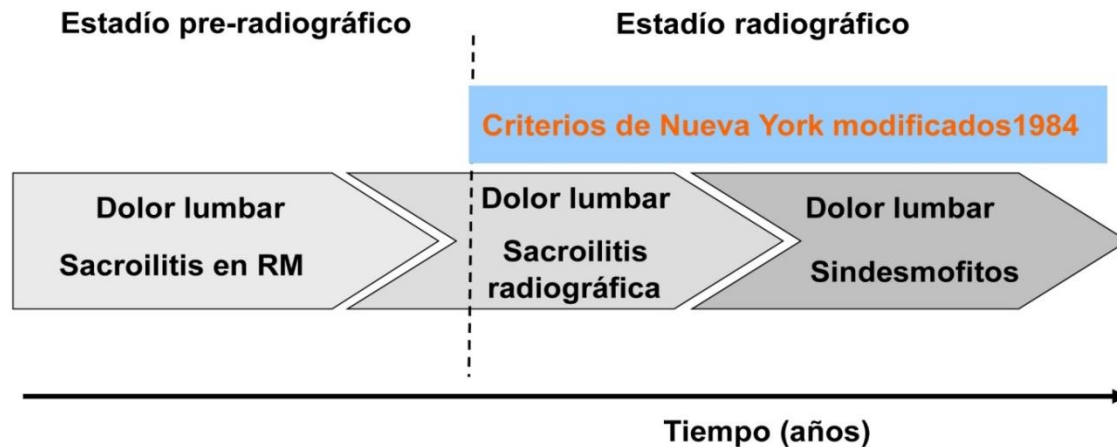 Estadío pre-radiográfico
Estadío radiográfico
Criterios de Nueva York modificados1984
Dolor lumbar
Sacroilitis en RM
Dolor lumbar
Sacroilitis
radiográfica
Dolor lumbar
Sindesmofitos
Tiempo (años)